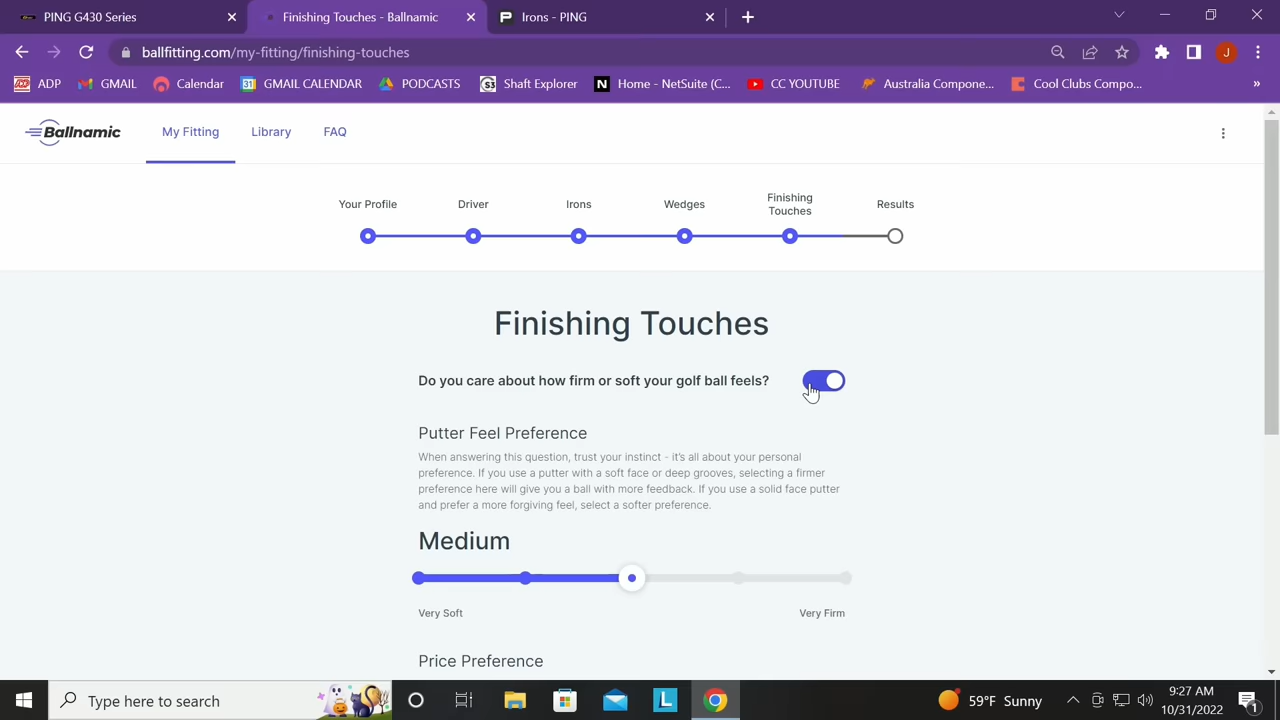 PING G430 Series
Finishing Touches - Ballnamic
Irons - PING
ballfitting.com/my-fitting/finishing-touches
J
ADP
GMAIL
Calendar
31
GMAIL CALENDAR
PODCASTS
Shaft Explorer
N
Home - NetSuite (C...
CC YOUTUBE
Australia Compone...
Cool Clubs Compo...
»
Ballnamic
My Fitting
Library
FAQ
Your Profile
Driver
Irons
Wedges
Finishing
Touches
Results
Finishing Touches
Do you care about how firm or soft your golf ball feels?
Putter Feel Preference
When answering this question, trust your instinct - it's all about your personal
preference. If you use a putter with a soft face or deep grooves, selecting a firmer
preference here will give you a ball with more feedback. If you use a solid face putter
and prefer a more forgiving feel, select a softer preference.
Medium
Very Soft
Very Firm
Price Preference
Type here to search
L
59°F Sunny
9:27 AM
10/31/2022
1